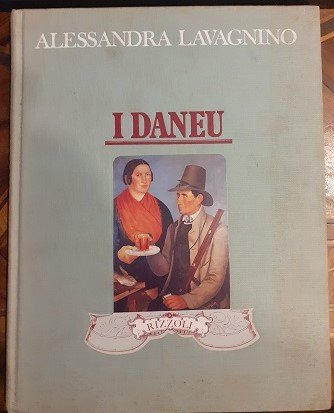 ALESSANDRA LAVAGNINO
I DANEU
RIZZOLI